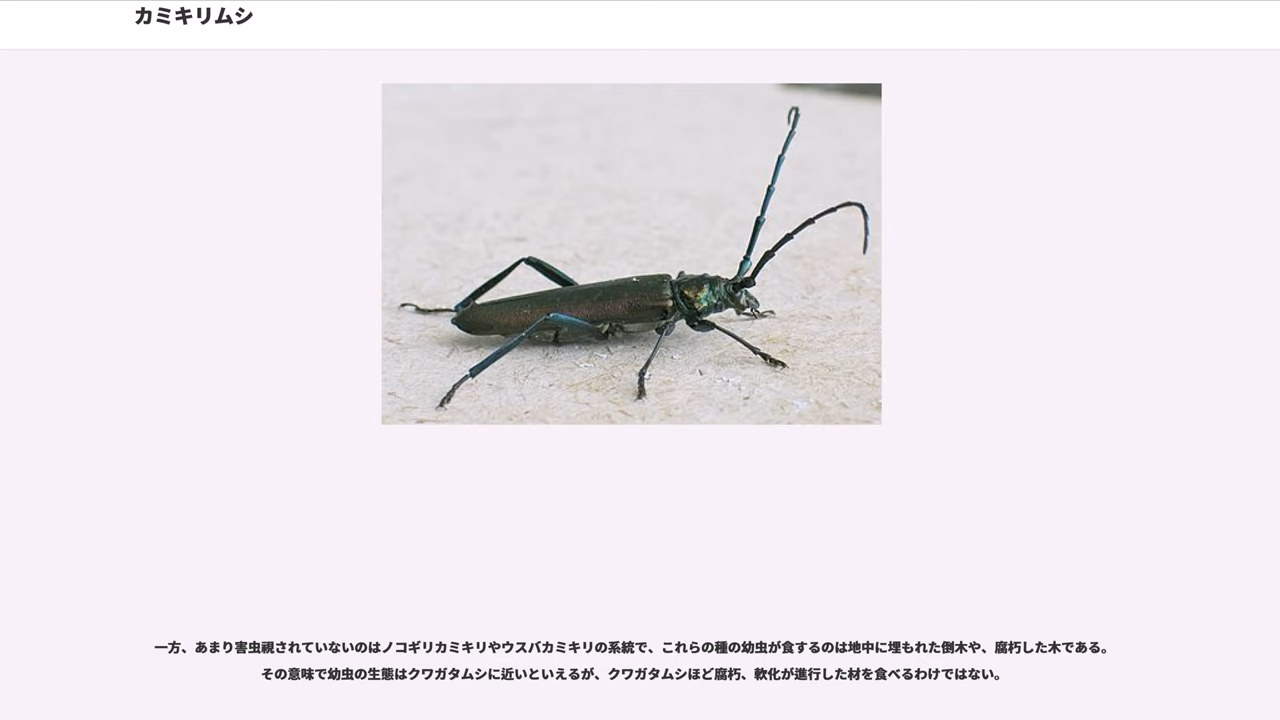 カミキリムシ
一方、あまり害虫視されていないのはノコギリカミキリやウスバカミキリの系統で、これらの種の幼虫が食するのは地中に埋もれた倒木や、腐朽した木である。
その意味で幼虫の生態はクワガタムシに近いといえるが、クワガタムシほど腐朽、軟化が進行した材を食べるわけではない。